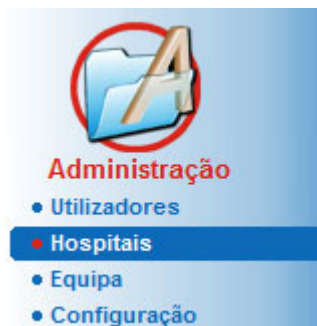 A
Administração
• Utilizadores
• Hospitais
• Equipa
• Configuração